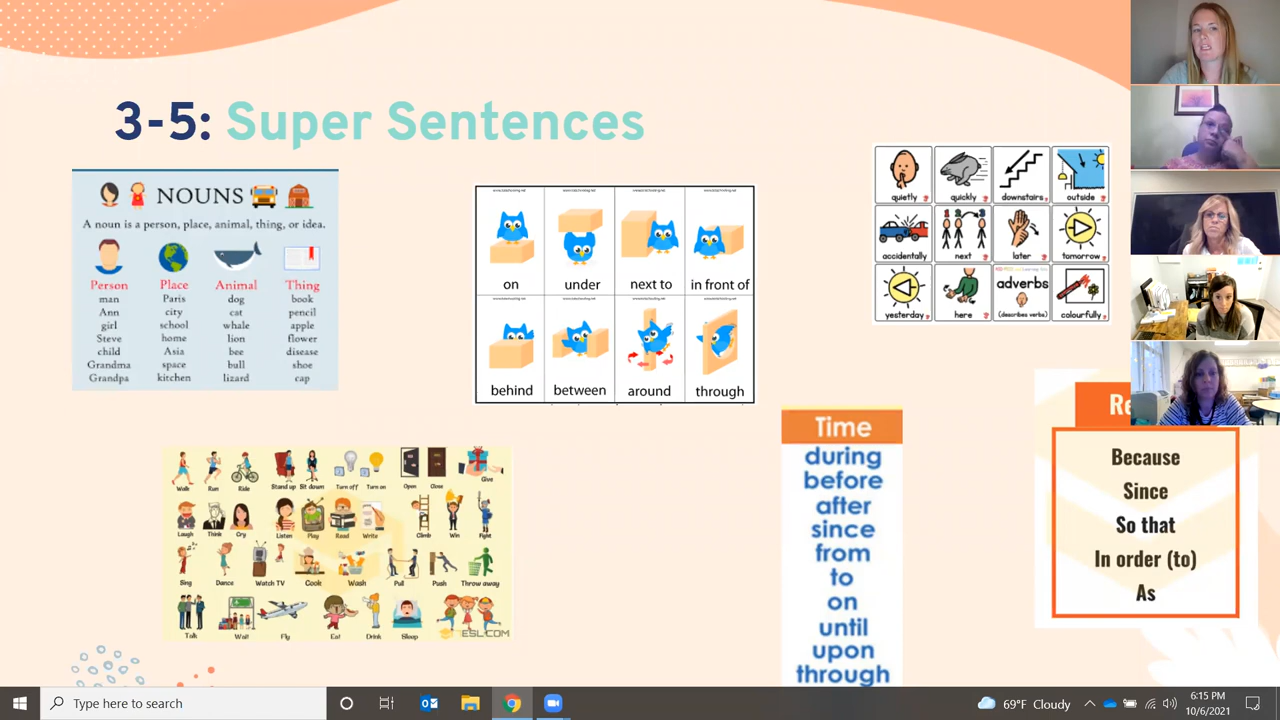 3-5: Super Sentences
NOUNS
A noun is a person, place, animal, thing, or idea.
Person Place Animal Thing
man Paris dog book
Ann city cat pencil
girl school whale apple
Steve home lion flower
child Asia bee disease
Grandma space bull shoe
Grandpa kitchen lizard cap
on under next to in front of
behind between around through
quietly quickly downstairs outside
accidentally next later tomorrow
adverbs
yesterday here (describes verbs) colourfully
Walk Run Ride Stand up Sit down Turn off Turn on Open Close Give
Laugh Think Cry Listen Play Read Write Climb Win Fight
Sing Dance Watch TV Cook Wash Pull Push Throw away
Talk Wait Fly Eat Drink Sleep
ESL.COM
Time
during
before
after
since
from
to
on
until
upon
through
Re
Because
Since
So that
In order (to)
As
Type here to search
69°F Cloudy
6:15 PM
10/6/2021